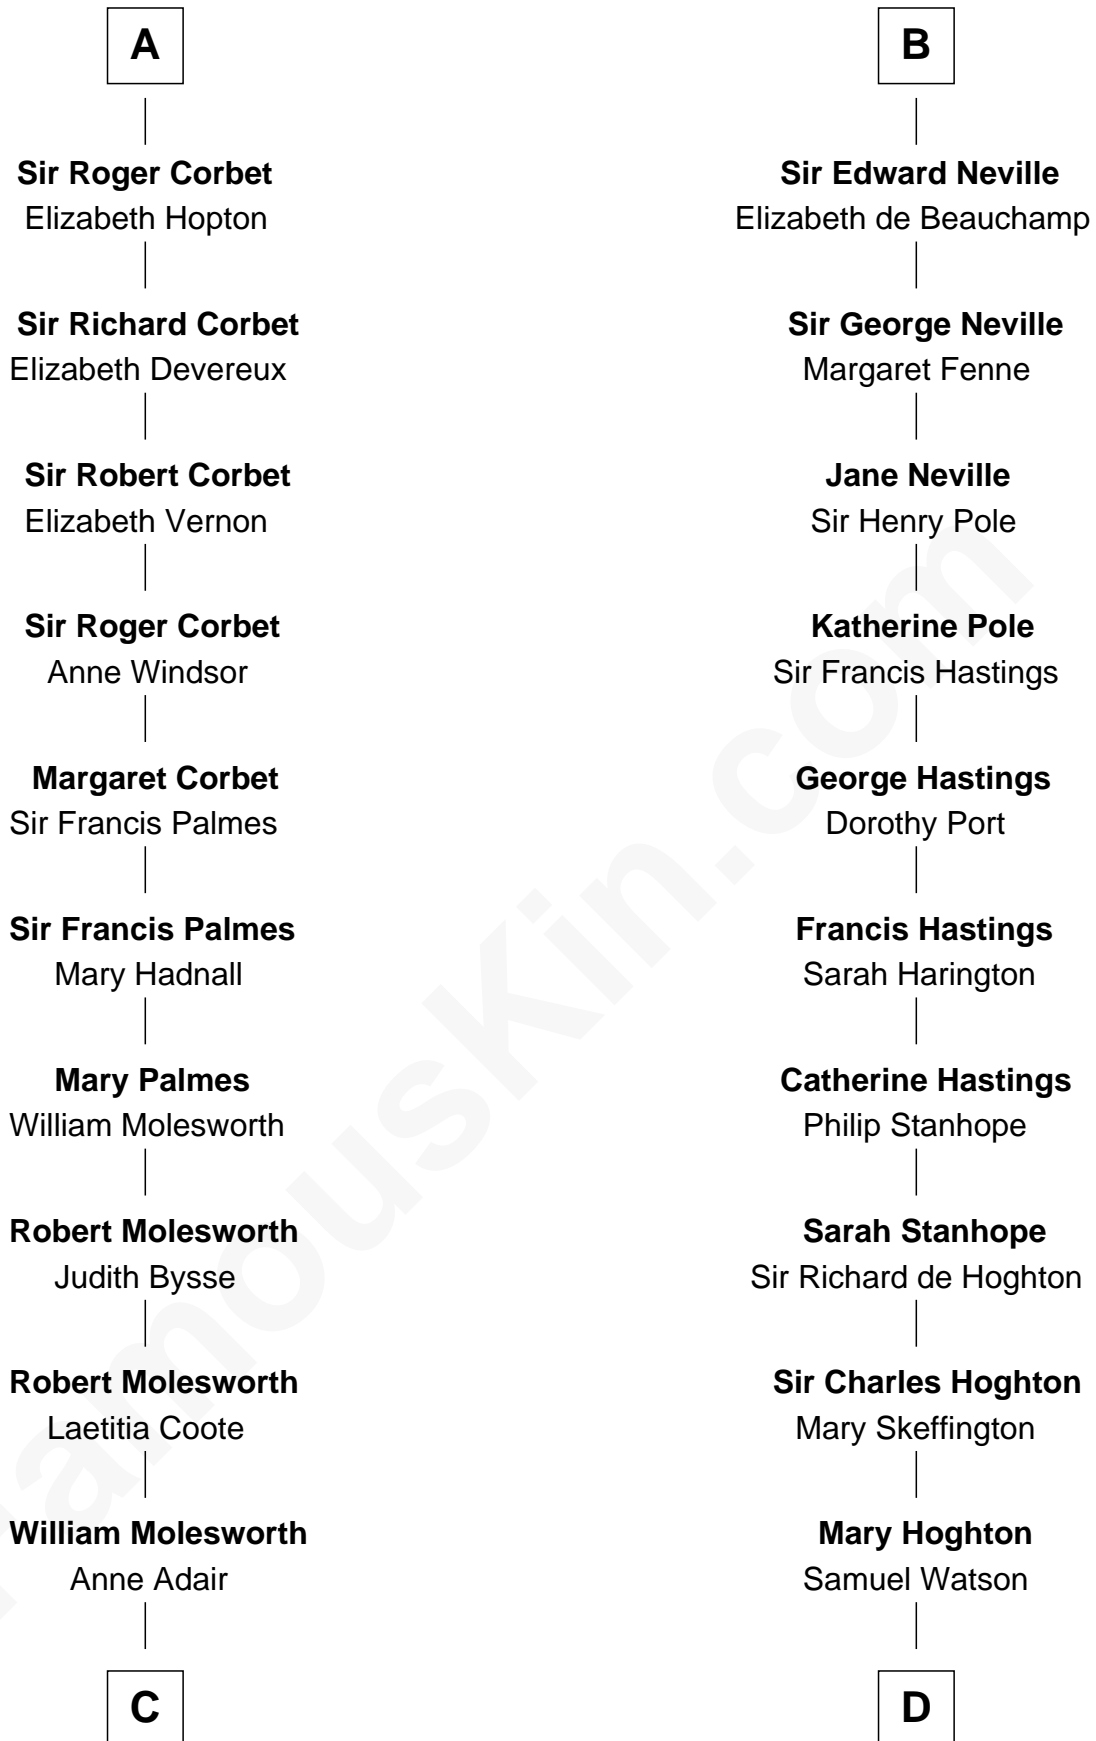 A
Sir Roger Corbet
Elizabeth Hopton
Sir Richard Corbet
Elizabeth Devereux
Sir Robert Corbet
Elizabeth Vernon
Sir Roger Corbet
Anne Windsor
Margaret Corbet
Sir Francis Palmes
Sir Francis Palmes
Mary Hadnall
Mary Palmes
William Molesworth
Robert Molesworth
Judith Bysse
Robert Molesworth
Laetitia Coote
William Molesworth
Anne Adair
C
B
Sir Edward Neville
Elizabeth de Beauchamp
Sir George Neville
Margaret Fenne
Jane Neville
Sir Henry Pole
Katherine Pole
Sir Francis Hastings
George Hastings
Dorothy Port
Francis Hastings
Sarah Harington
Catherine Hastings
Philip Stanhope
Sarah Stanhope
Sir Richard de Hoghton
Sir Charles Hoghton
Mary Skeffington
Mary Hoghton
Samuel Watson
D
FamousKin.com